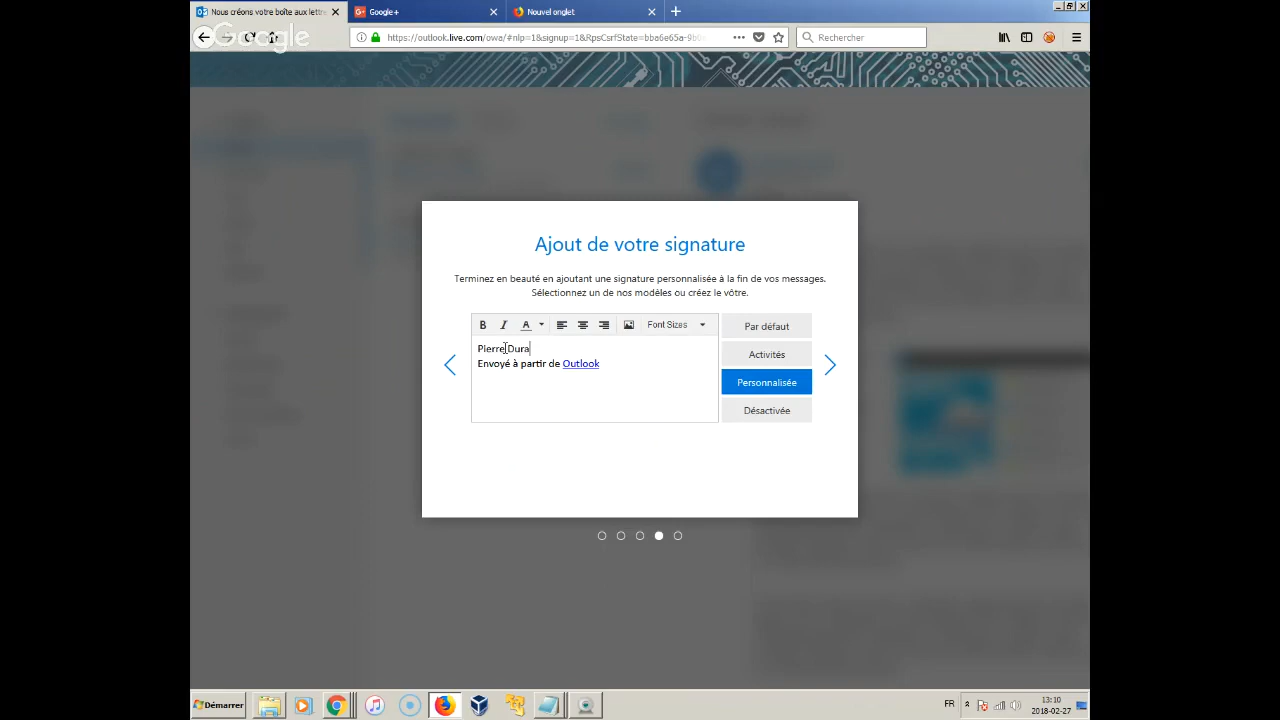 Nous créons votre boîte aux lettre
Google+
Nouvel onglet
Google
https://outlook.live.com/owa/#nlp=1&signup=1&RpsCsrfState=bba6e65a-9b
Rechercher
Ajout de votre signature
Terminez en beauté en ajoutant une signature personnalisée à la fin de vos messages.
Sélectionnez un de nos modèles ou créez le vôtre.
B I A Font Sizes
Pierre Dura
Envoyé à partir de Outlook
Par défaut
Activités
Personnalisée
Désactivée
Démarrer
FR
13:10
2018-02-27